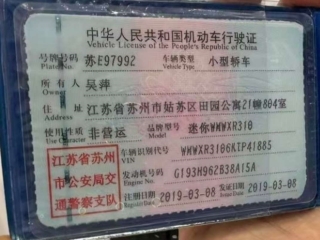 中华人民共和国机动车行驶证
Vehicle License of the People's Republic of China
号牌号码 苏E97992 车辆类型 小型轿车
Plate No. Vehicle Type
所有人 吴萍
Owner
住址 江苏省苏州市姑苏区田园公寓21幢804室
Address
使用性质 非营运 品牌型号 迷你WMWXR310
Use Character Model
江苏省苏州市公安局交通警察支队
车辆识别代号 WMWXR3106KTP41885
VIN
发动机号码 G193M962B38A15A
Engine No.
注册日期 2019-03-08 发证日期 2019-03-08
Register Date Issue Date